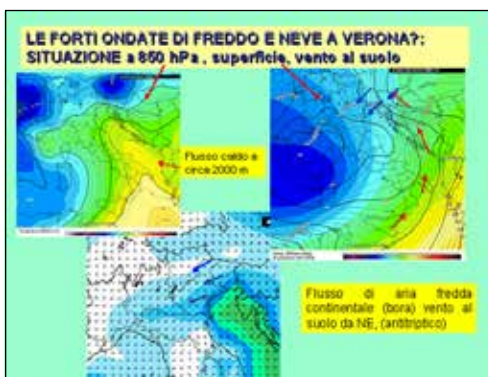 LE FORTI ONDATE DI FREDDO E NEVE A VERONA?:
SITUAZIONE a 850 hPa , superficie, vento al suolo
Flusso caldo a
circa 2000 m
Flusso di aria fredda
continentale (bora) vento al
suolo da NE, (antitriptico)